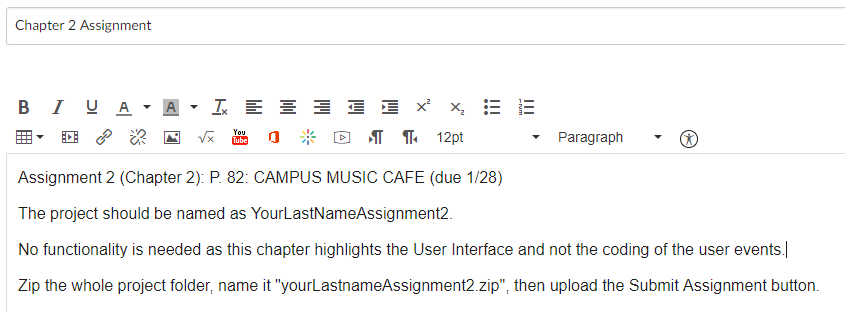 Chapter 2 Assignment
B I U A A Tx x² x₂
√x You Tube 12pt Paragraph
Assignment 2 (Chapter 2): P. 82: CAMPUS MUSIC CAFE (due 1/28)
The project should be named as YourLastNameAssignment2.
No functionality is needed as this chapter highlights the User Interface and not the coding of the user events.
Zip the whole project folder, name it "yourLastnameAssignment2.zip", then upload the Submit Assignment button.